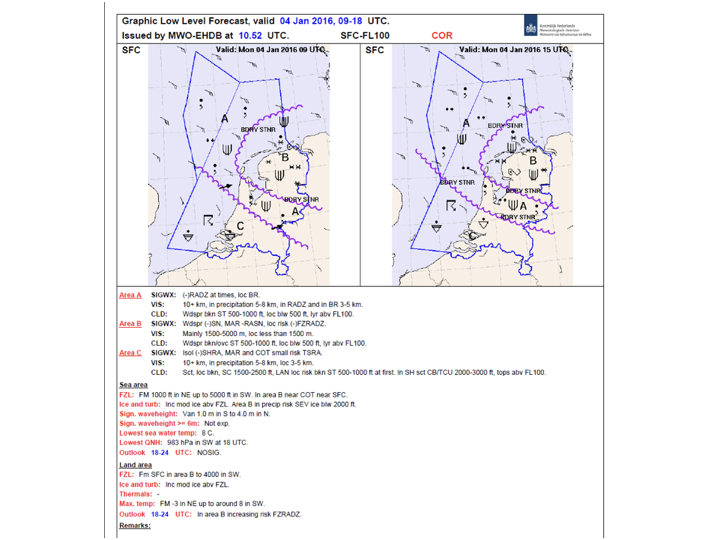 Graphic Low Level Forecast, valid 04 Jan 2016, 09-18 UTC.
Issued by MWO-EHDB at 10.52 UTC. SFC-FL100 COR
SFC Valid: Mon 04 Jan 2016 09 UTC
A
BDRY STNR
B
BDRY STNR
A
C
SFC Valid: Mon 04 Jan 2016 15 UTC
A
BDRY STNR
B
BDRY STNR
BDRY STNR
A
BDRY STNR
C
Area A SIGWX: (-)RADZ at times, loc BR.
VIS: 10+ km, in precipitation 5-8 km, in RADZ and in BR 3-5 km.
CLD: Wdspr bkn ST 500-1000 ft, loc blw 500 ft, lyr abv FL100.
Area B SIGWX: Wdspr (-)SN, MAR -RASN, loc risk (-)FZRADZ.
VIS: Mainly 1500-5000 m, loc less than 1500 m.
CLD: Wdspr bkn/ovc ST 500-1000 ft, loc blw 500 ft, lyr abv FL100.
Area C SIGWX: Isol (-)SHRA, MAR and COT small risk TSRA.
VIS: 10+ km, in precipitation 5-8 km, loc 3-5 km.
CLD: Sct, loc bkn, SC 1500-2500 ft, LAN loc risk bkn ST 500-1000 ft at first. In SH sct CB/TCU 2000-3000 ft, tops abv FL100.
Sea area
FZL: FM 1000 ft in NE up to 5000 ft in SW. In area B near COT near SFC.
Ice and turb: Inc mod ice abv FZL. Area B in precip risk SEV ice blw 2000 ft.
Sign. waveheight: Van 1.0 m in S to 4.0 m in N.
Sign. waveheight >= 6m: Not exp.
Lowest sea water temp: 8 C.
Lowest QNH: 983 hPa in SW at 18 UTC.
Outlook 18-24 UTC: NOSIG.
Land area
FZL: Fm SFC in area B to 4000 in SW.
Ice and turb: Inc mod ice abv FZL.
Thermals: -
Max. temp: FM -3 in NE up to around 8 in SW.
Outlook 18-24 UTC: In area B increasing risk FZRADZ.
Remarks: